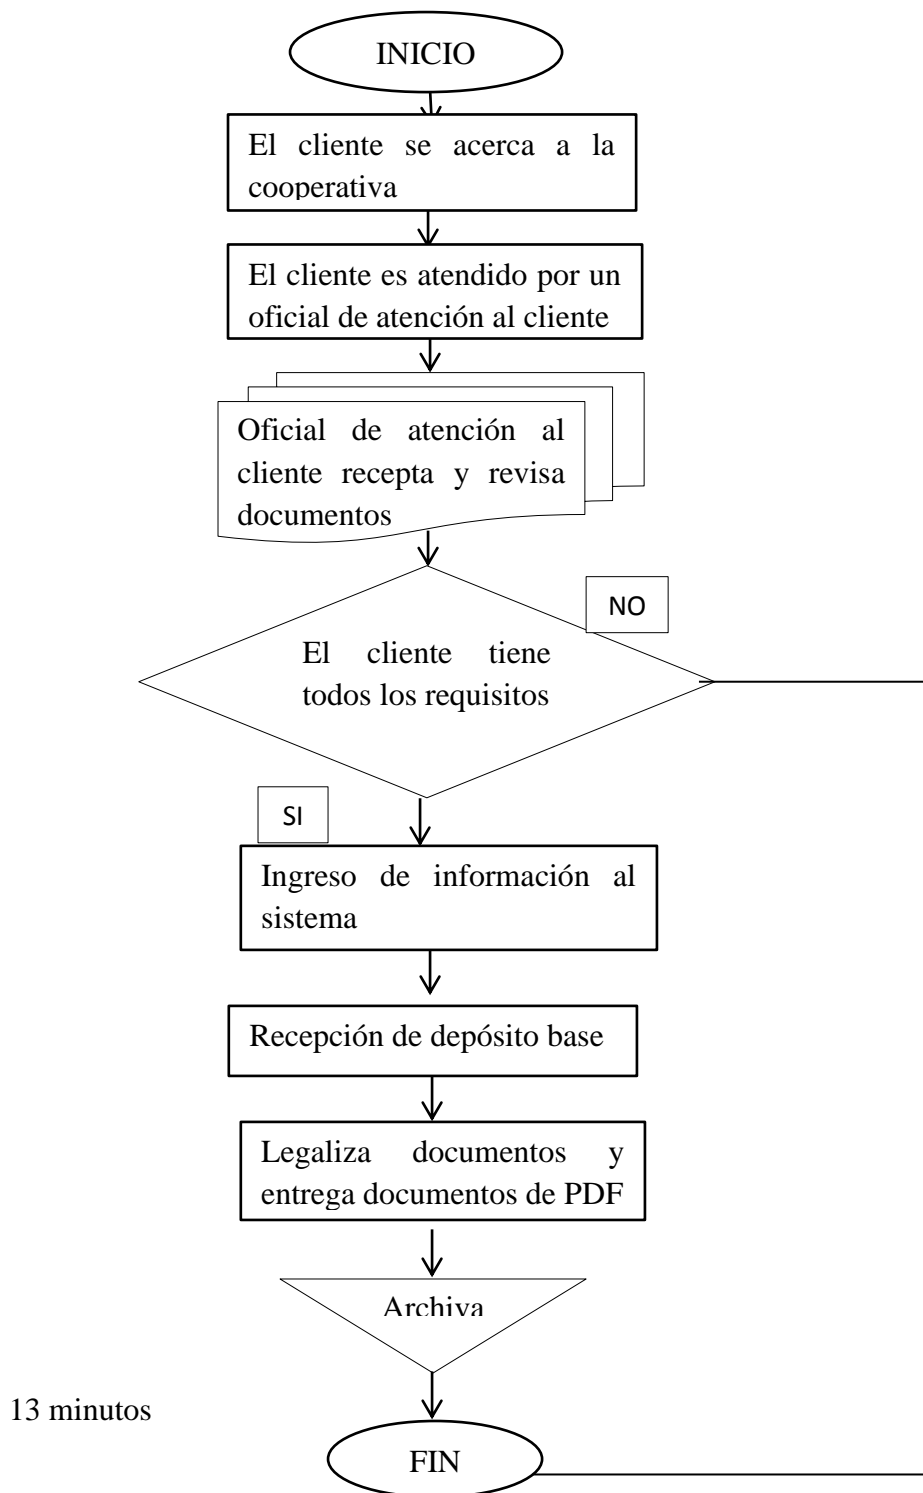 INICIO
El cliente se acerca a la
cooperativa
El cliente es atendido por un
oficial de atención al cliente
Oficial de atención al
cliente recepta y revisa
documentos
NO
El cliente tiene
todos los requisitos
SI
Ingreso de información al
sistema
Recepción de depósito base
Legaliza documentos y
entrega documentos de PDF
Archiva
13 minutos
FIN